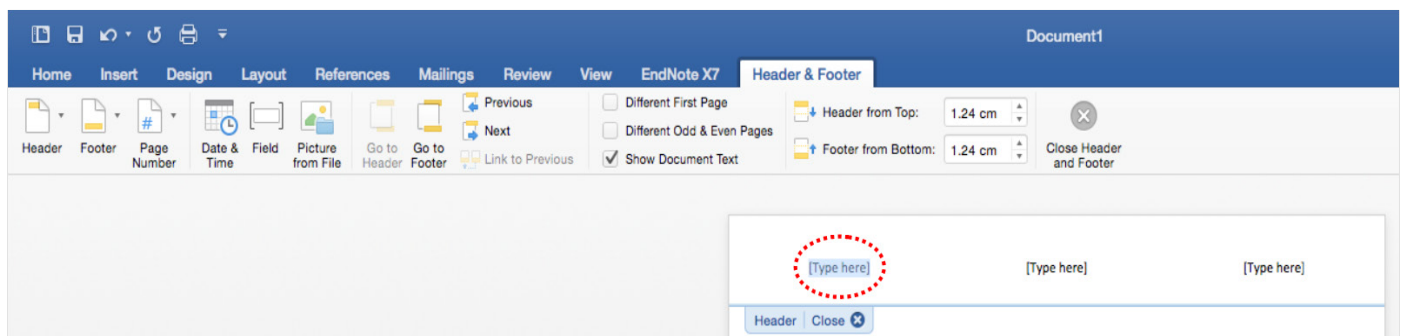 Document1
Home Insert Design Layout References Mailings Review View EndNote X7 Header & Footer
Header
Footer
Page
Number
#
Date &
Time
Field
Picture
from File
Go to
Header
Go to
Footer
Previous
Next
Link to Previous
Different First Page
Different Odd & Even Pages
Show Document Text
Header from Top: 1.24 cm
Footer from Bottom: 1.24 cm
Close Header
and Footer
[Type here] [Type here] [Type here]
Header Close